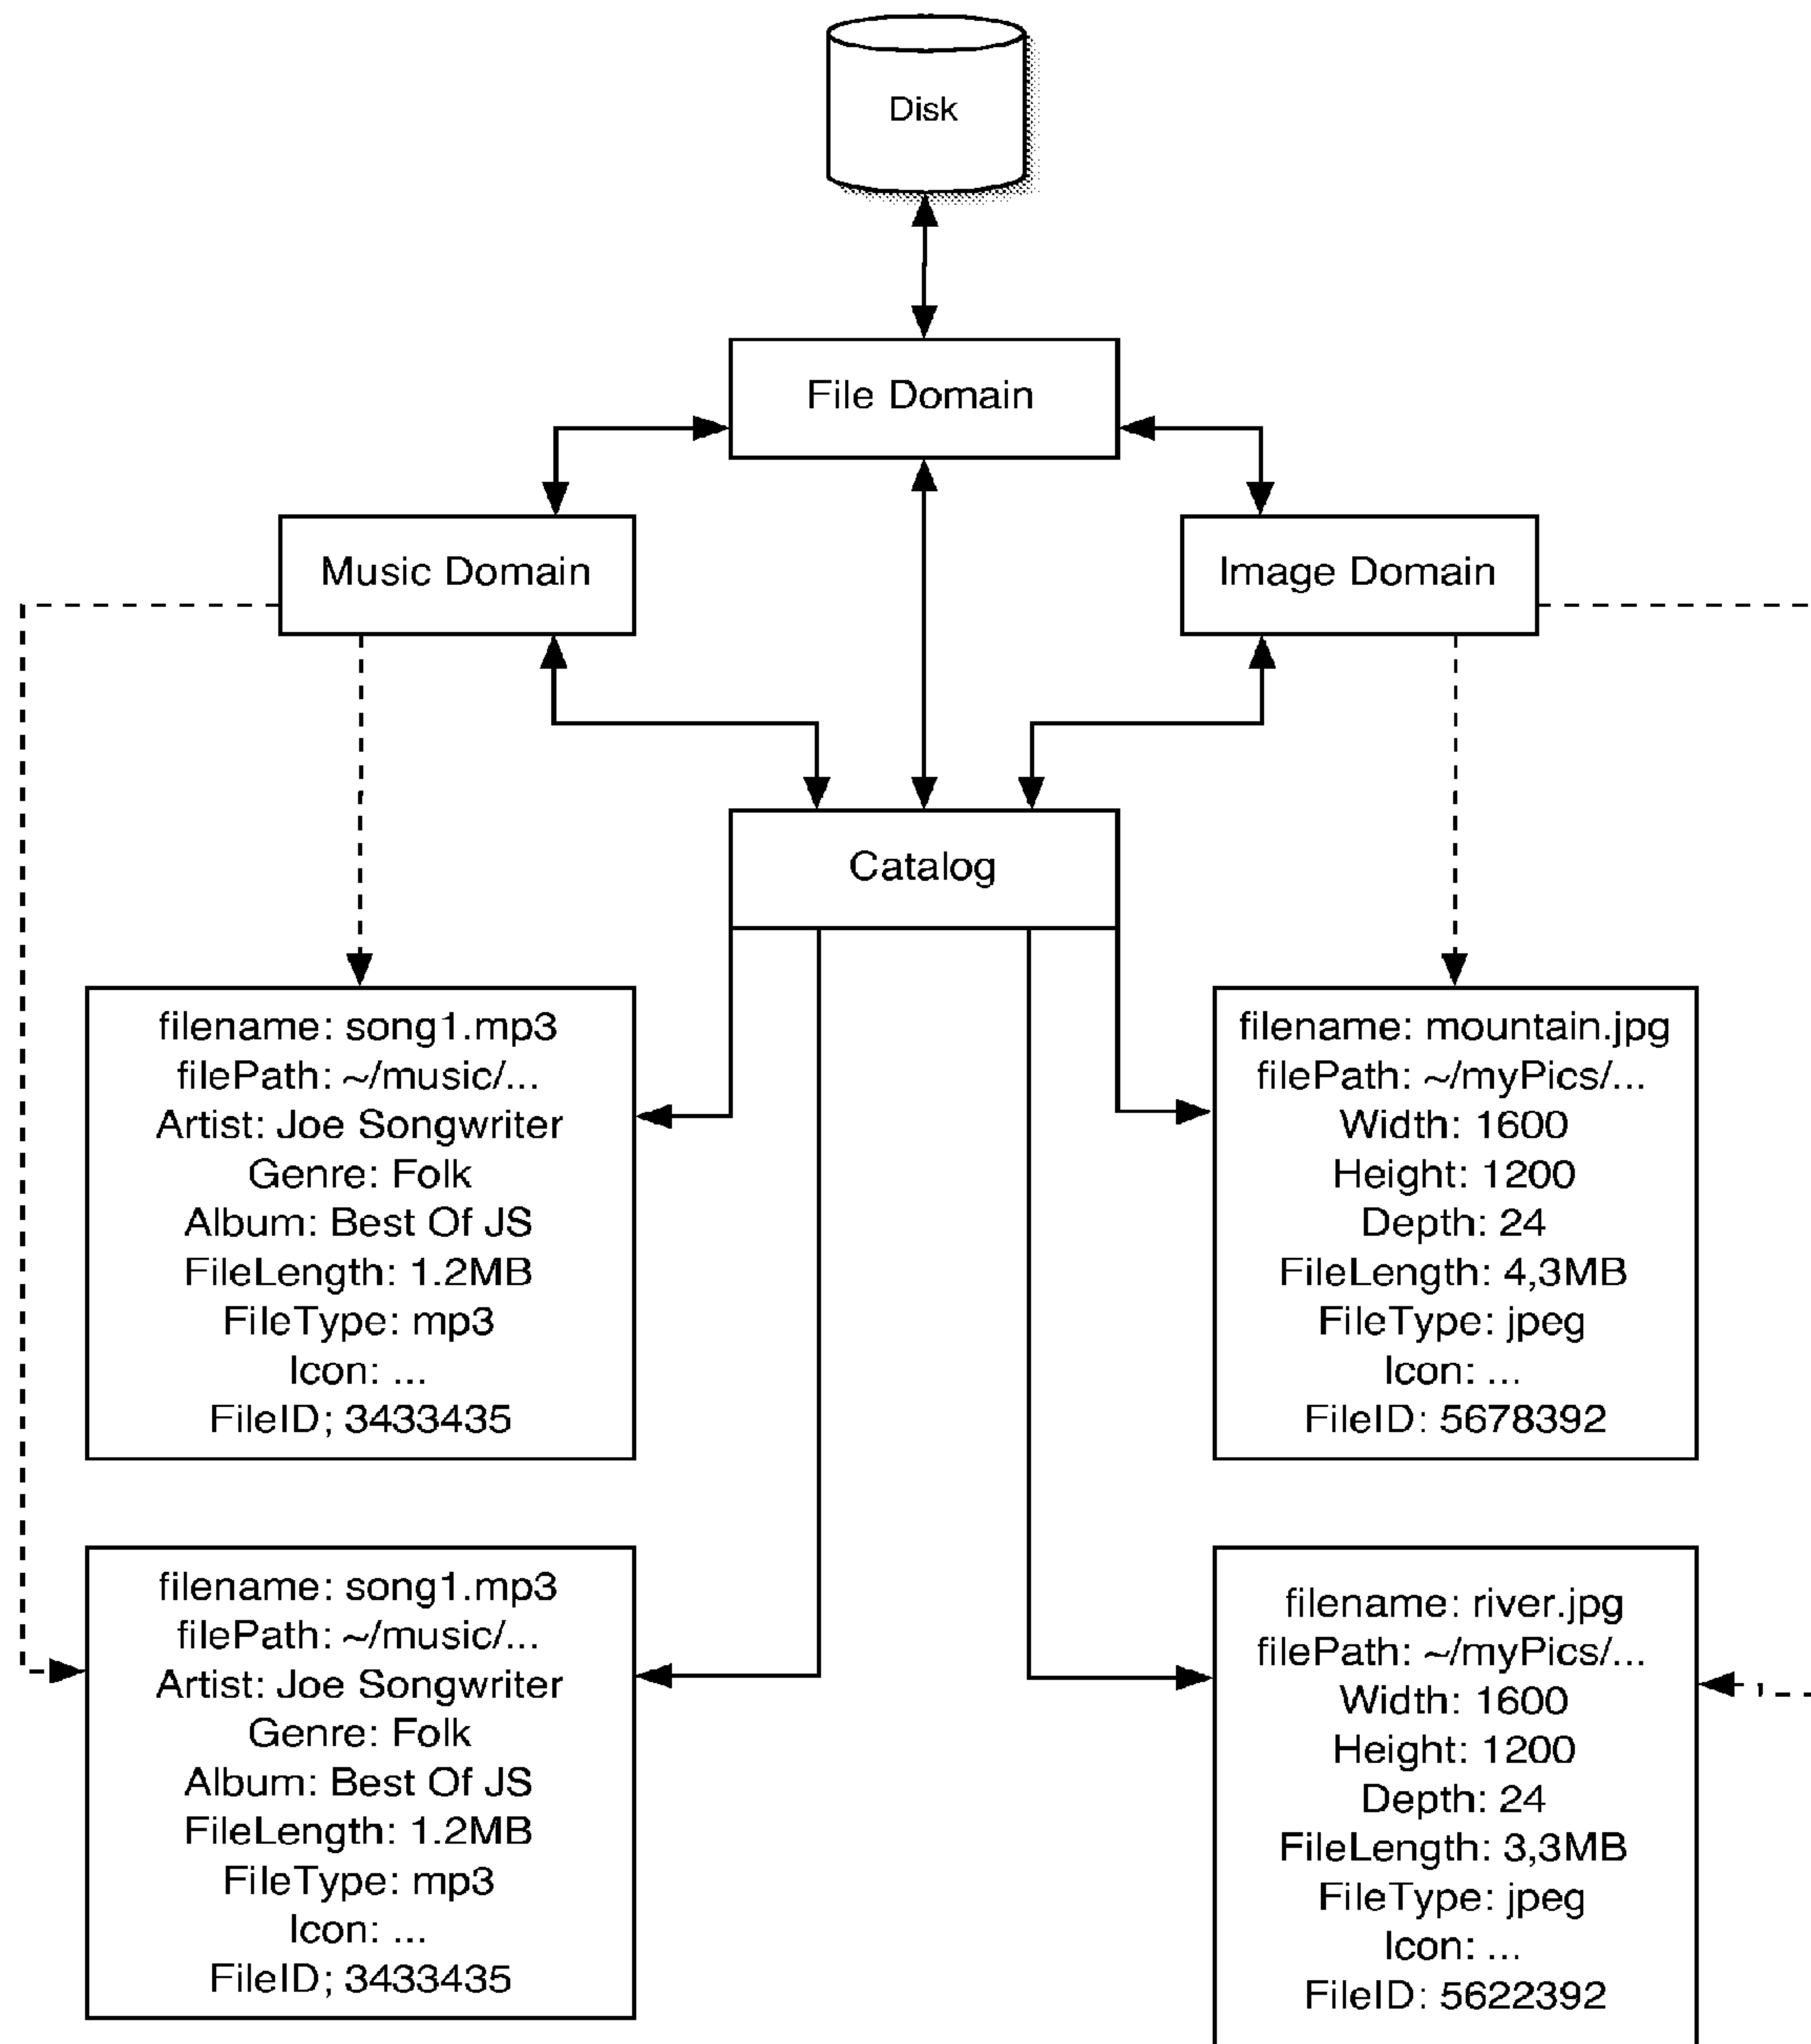 Disk
File Domain
Music Domain
Image Domain
Catalog
filename: song1.mp3
filePath: ~/music/...
Artist: Joe Songwriter
Genre: Folk
Album: Best Of JS
FileLength: 1.2MB
FileType: mp3
Icon: ...
FileID; 3433435
filename: mountain.jpg
filePath: ~/myPics/...
Width: 1600
Height: 1200
Depth: 24
FileLength: 4,3MB
FileType: jpeg
Icon: ...
FileID: 5678392
filename: song1.mp3
filePath: ~/music/...
Artist: Joe Songwriter
Genre: Folk
Album: Best Of JS
FileLength: 1.2MB
FileType: mp3
Icon: ...
FileID; 3433435
filename: river.jpg
filePath: ~/myPics/...
Width: 1600
Height: 1200
Depth: 24
FileLength: 3,3MB
FileType: jpeg
Icon: ...
FileID: 5622392